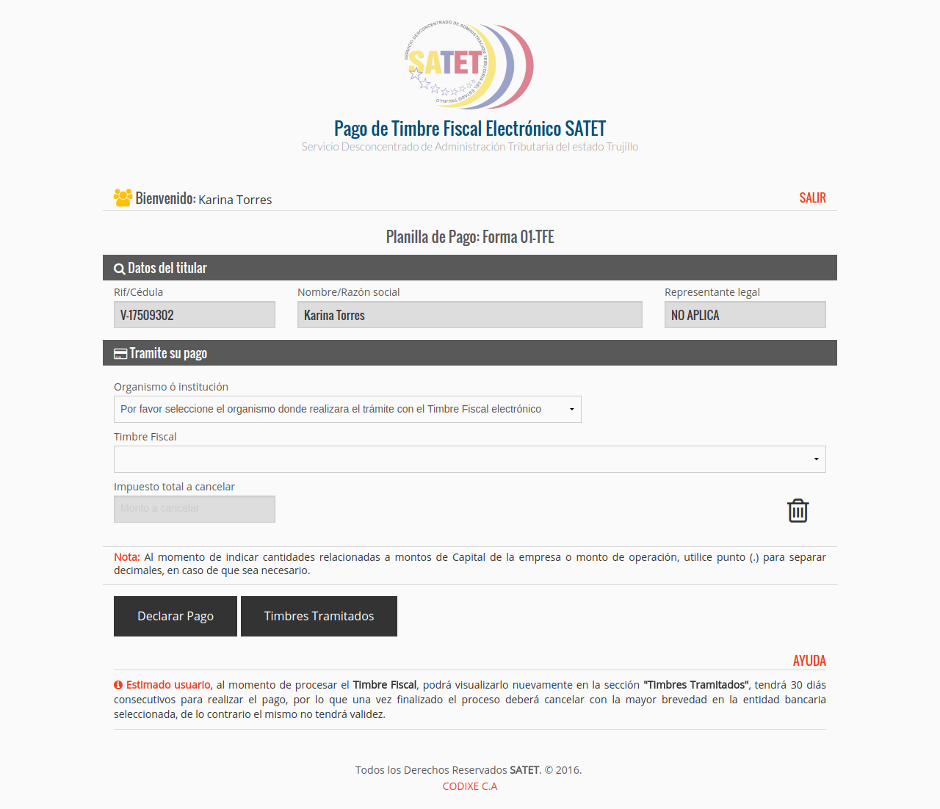 SERVICIO DESCONCENTRADO DE ADMINISTRACIÓN TRIBUTARIA DEL ESTADO TRUJILLO
SATET
Pago de Timbre Fiscal Electrónico SATET
Servicio Desconcentrado de Administración Tributaria del estado Trujillo
Bienvenido: Karina Torres
SALIR
Planilla de Pago: Forma 01-TFE
Datos del titular
Rif/Cédula
Nombre/Razón social
Representante legal
V-17509302
Karina Torres
NO APLICA
Tramite su pago
Organismo ó institución
Por favor seleccione el organismo donde realizara el trámite con el Timbre Fiscal electrónico
Timbre Fiscal
Impuesto total a cancelar
Monto a cancelar
Nota: Al momento de indicar cantidades relacionadas a montos de Capital de la empresa o monto de operación, utilice punto (.) para separar
decimales, en caso de que sea necesario.
Declarar Pago
Timbres Tramitados
AYUDA
Estimado usuario, al momento de procesar el Timbre Fiscal, podrá visualizarlo nuevamente en la sección "Timbres Tramitados", tendrá 30 diás
consecutivos para realizar el pago, por lo que una vez finalizado el proceso deberá cancelar con la mayor brevedad en la entidad bancaria
seleccionada, de lo contrario el mismo no tendrá validez.
Todos los Derechos Reservados SATET. © 2016.
CODIXE C.A